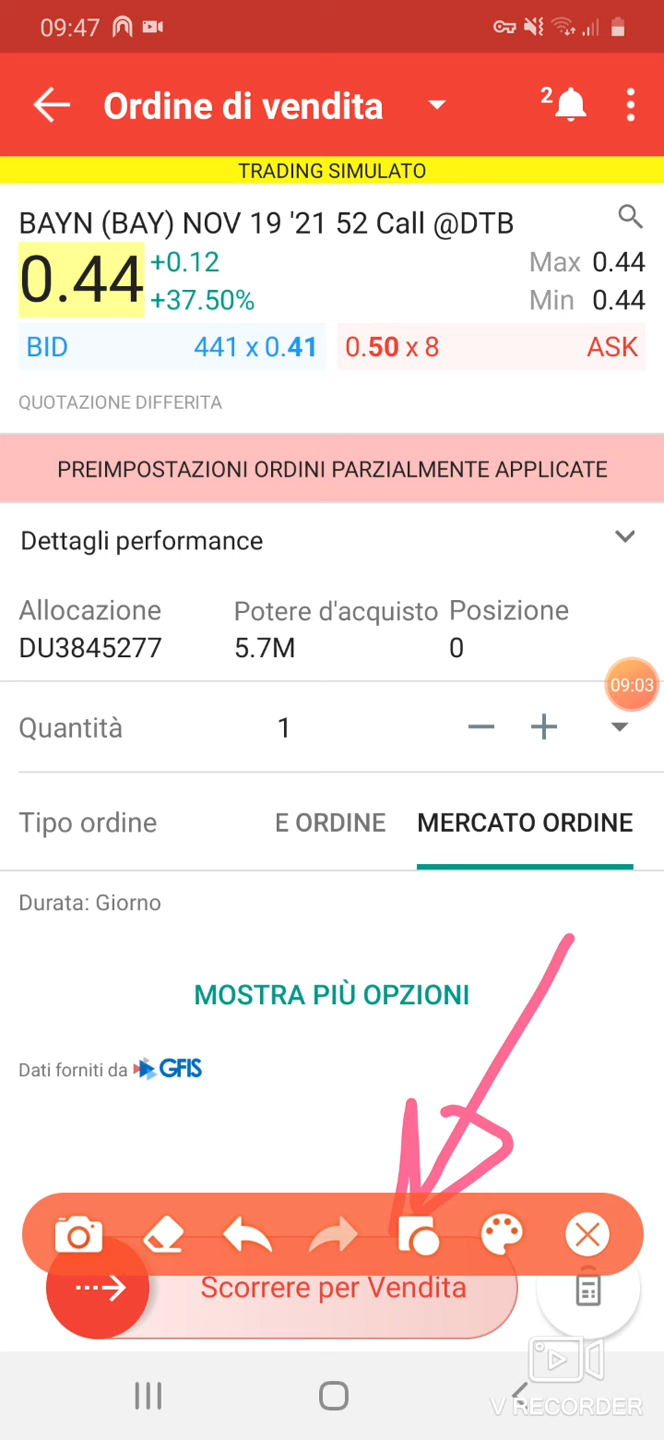 09:47
Ordine di vendita
2
TRADING SIMULATO
BAYN (BAY) NOV 19 '21 52 Call @DTB
0.44 +0.12 Max 0.44
+37.50% Min 0.44
BID 441 x 0.41 0.50 x 8 ASK
QUOTAZIONE DIFFERITA
PREIMPOSTAZIONI ORDINI PARZIALMENTE APPLICATE
Dettagli performance
Allocazione Potere d'acquisto Posizione
DU3845277 5.7M 0
09:03
Quantità 1
Tipo ordine E ORDINE MERCATO ORDINE
Durata: Giorno
MOSTRA PIÙ OPZIONI
Dati forniti da GFIS
Scorrere per Vendita
V RECORDER